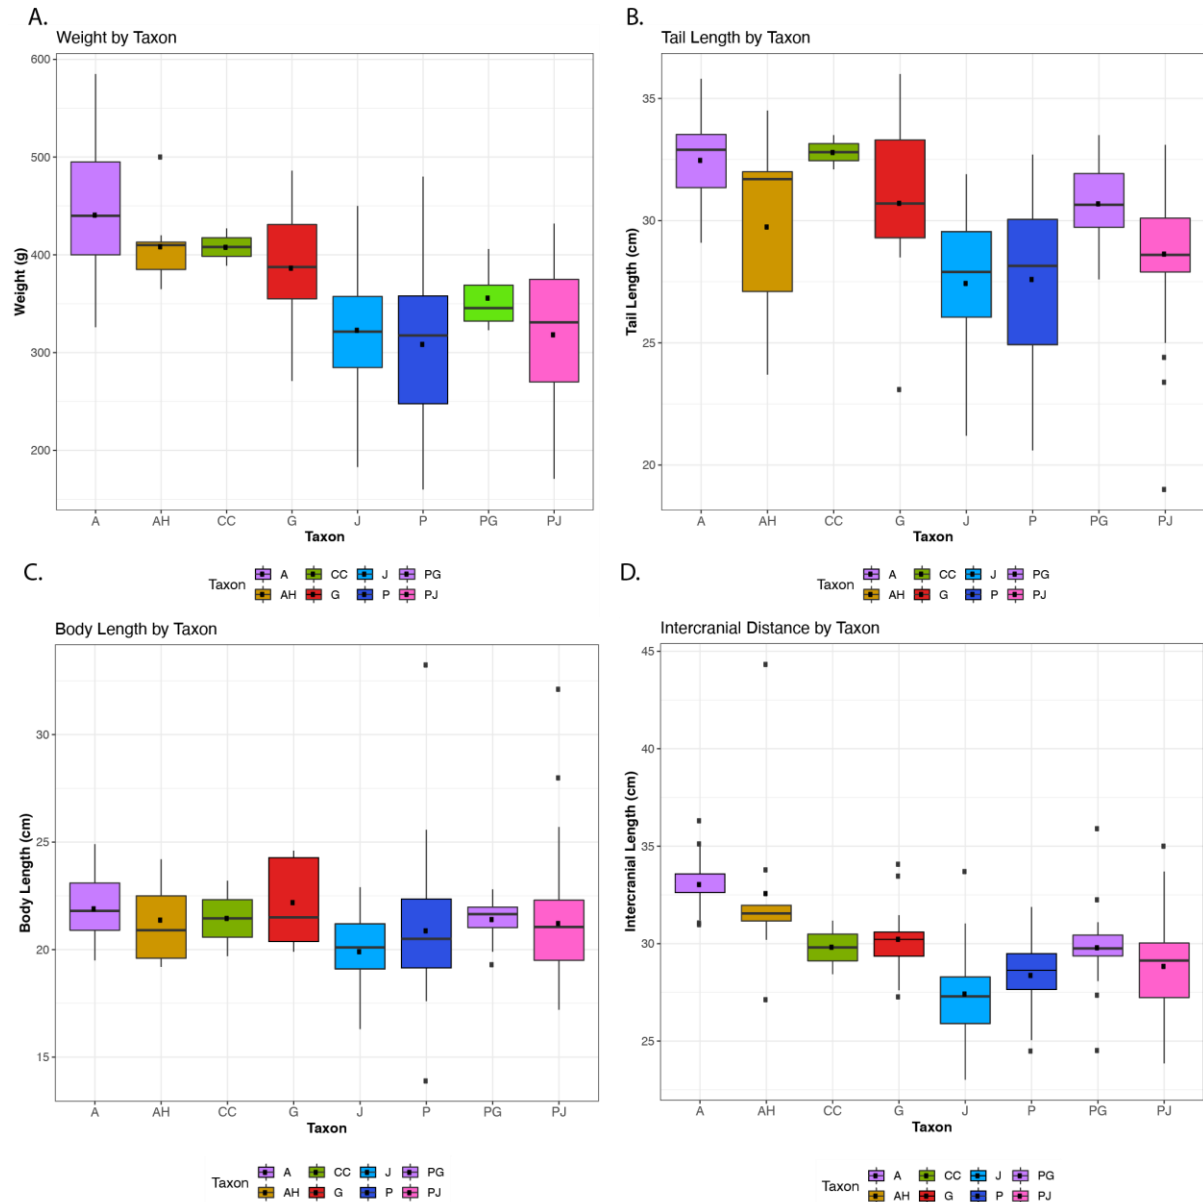 A.
Weight by Taxon
600
500
400
300
200
Weight (g)
A AH CC G J P PG PJ
Taxon
Taxon A CC J PG
AH G P PJ
B.
Tail Length by Taxon
35
30
25
20
Tail Length (cm)
A AH CC G J P PG PJ
Taxon
Taxon A CC J PG
AH G P PJ
C.
Body Length by Taxon
30
25
20
15
Body Length (cm)
A AH CC G J P PG PJ
Taxon
Taxon A CC J PG
AH G P PJ
D.
Intercranial Distance by Taxon
45
40
35
30
25
Intercranial Length (cm)
A AH CC G J P PG PJ
Taxon
Taxon A CC J PG
AH G P PJ